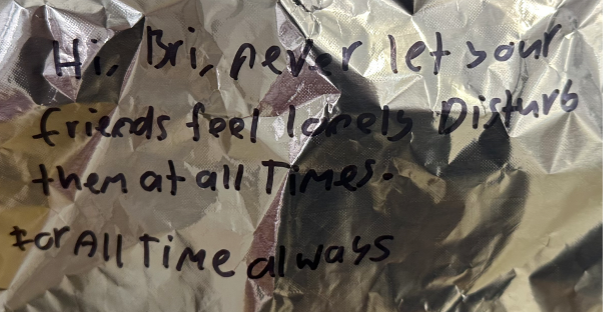 Hi, Bri, never let your
friends feel lonely Disturb
them at all Times.
For All Time always